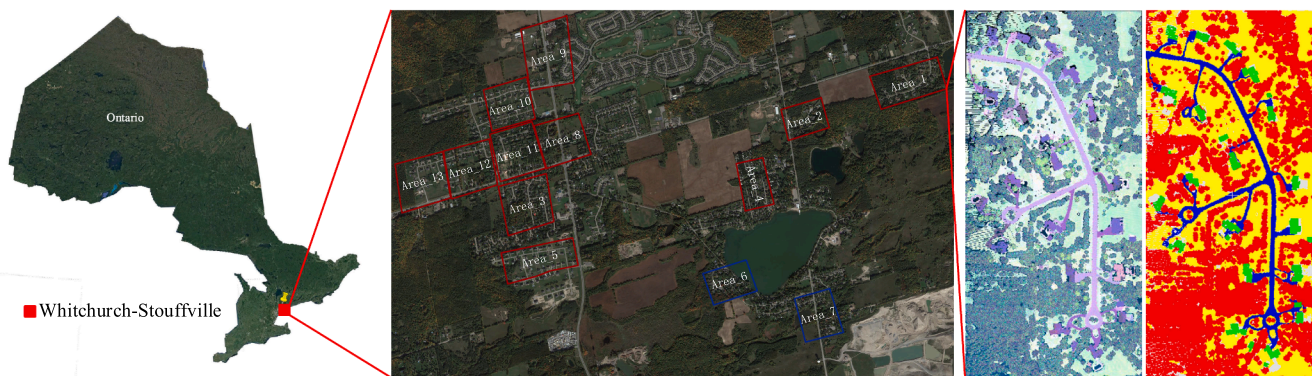 Ontario
Whitchurch-Stouffville
Area_9
Area_1
Area_10
Area_2
Area_8
Area_11
Area_12
Area_13
Area_4
Area_3
Area_5
Area_6
Area_7